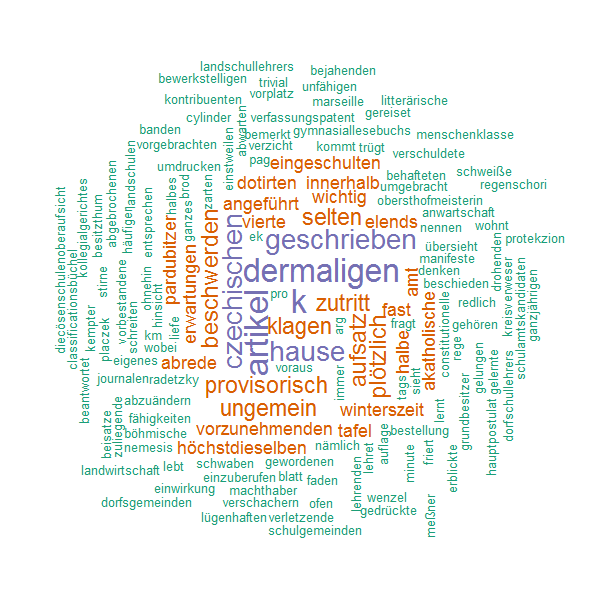 landschullehrers
bejahenden
bewerkstelligen
trivial
unfähigen
vorplatz
kontribuenten
marseille
litterärische
cylinder
verfassungspatent
gereiset
banden
bemerkt
gymnasiallesebuchs
menschenklasse
vorgebrachten
abwarten
verzicht
kommt
trügt
verschuldete
umdrucken
einstweilen
pag
eingeschulten
behafteten
schweiße
dotirten
innerhalb
umgebracht
regenschori
landschulen
halbes
brod
zarten
angeführt
wichtig
obersthofmeisterin
abgebrochenen
häufiger
entsprechen
ganzes
vierte
selten
elends
anwartschaft
nennen
wohnt
kollegialgerichtes
besitzthum
pardubitzer
beschwerden
czechischen
ek
geschrieben
übersieht
protekzion
diecösenschulenoberaufsicht
classificationsbüchel
stirne
ohnehin
hinsicht
erwartungen
dermaligen
amt
manifeste
denken
drohenden
kempter
vorbestandene
schreiten
liefe
artikel
pro
k
zutritt
fast
beschieden
redlich
kreisverweser
schulamtskandidaten
ganzjährigen
placzek
km
wobei
klagen
arg
aufsatz
plötzlich
fragt
halbe
akatholische
constitutionelle
gehören
eigenes
abrede
hause
rege
beantwortet
journalen
radetzky
provisorisch
voraus
immer
tags
sieht
gelungen
gelernte
dorfschullehrers
abzuändern
ungemein
winterszeit
lernt
grundbesitzer
hauptpostulat
beisatze
zuliegende
fähigkeiten
böhmische
vorzunehmenden
tafel
bestellung
nemesis
höchstdieselben
nämlich
lehret
auflage
friert
landwirtschaft
lebt
schwaben
gewordenen
minute
erblickte
einzuberufen
blatt
faden
lehrenden
einwirkung
machthaber
wenzel
dorfsgemeinden
verschachern
ofen
gedrückte
meßner
lügenhaften
verletzende
schulgemeinden